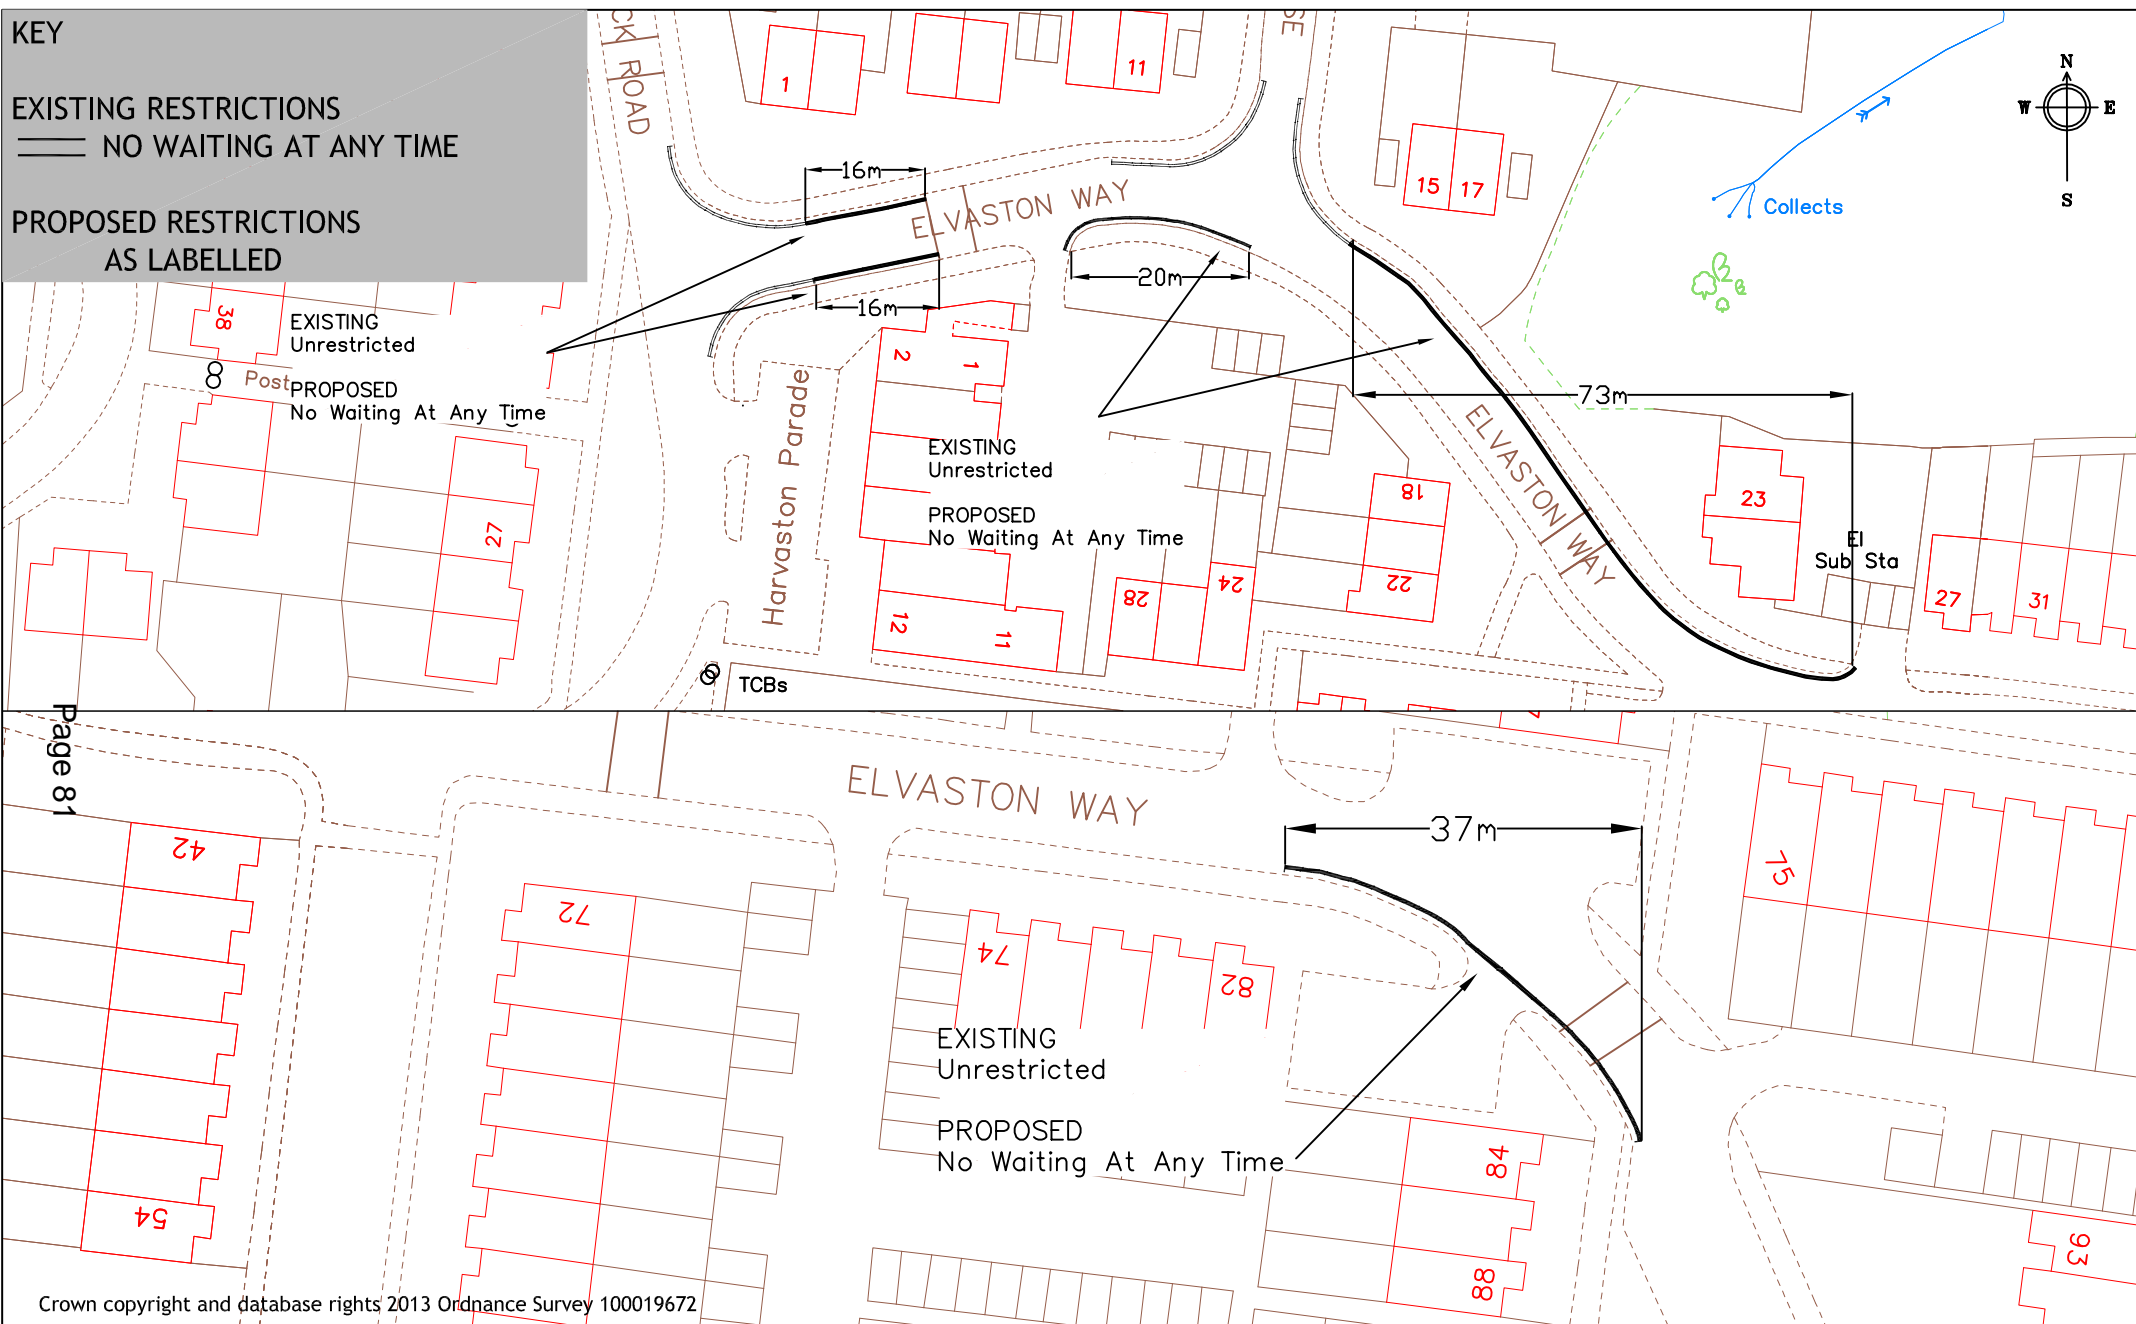 KEY
EXISTING RESTRICTIONS
NO WAITING AT ANY TIME
PROPOSED RESTRICTIONS
AS LABELLED
CK ROAD
SE
1
11
15
17
N
W
E
S
Collects
16m
ELVASTON WAY
20m
16m
38
EXISTING
Unrestricted
Post
PROPOSED
No Waiting At Any Time
2
1
Harvaston Parade
73m
ELVASTON WAY
EXISTING
Unrestricted
PROPOSED
No Waiting At Any Time
18
22
23
El
Sub Sta
27
31
27
28
24
12
11
TCBs
Page 81
ELVASTON WAY
37m
42
72
74
82
75
EXISTING
Unrestricted
PROPOSED
No Waiting At Any Time
84
88
93
54
Crown copyright and database rights 2013 Ordnance Survey 100019672